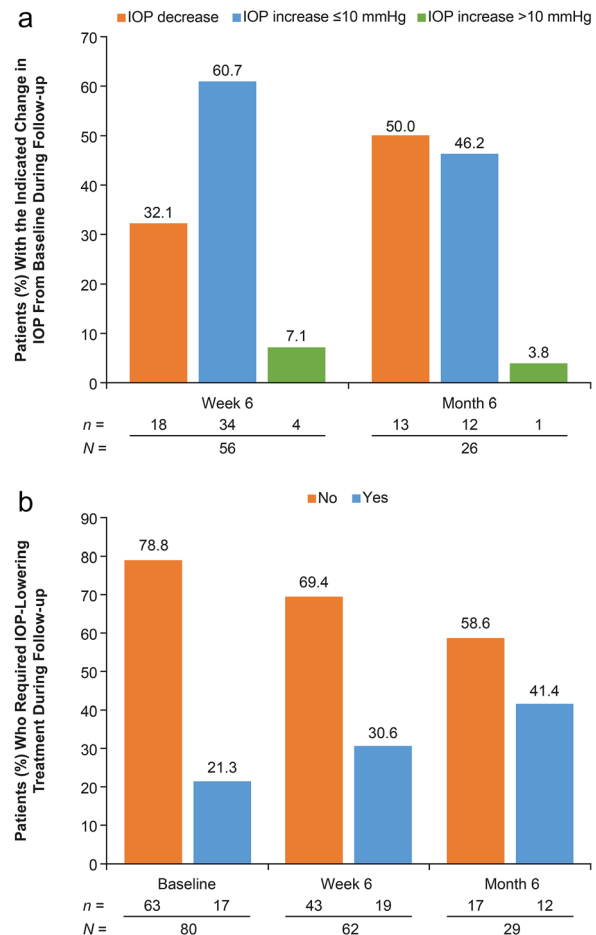 a
IOP decrease IOP increase ≤10 mmHg IOP increase >10 mmHg
Patients (%) With the Indicated Change in
IOP From Baseline During Follow-up
70
60
50
40
30
20
10
0
32.1
60.7
7.1
50.0
46.2
3.8
Week 6 Month 6
n = 18 34 4 13 12 1
N = 56 26
b
No Yes
Patients (%) Who Required IOP-Lowering
Treatment During Follow-up
90
80
70
60
50
40
30
20
10
0
78.8
21.3
69.4
30.6
58.6
41.4
Baseline Week 6 Month 6
n = 63 17 43 19 17 12
N = 80 62 29